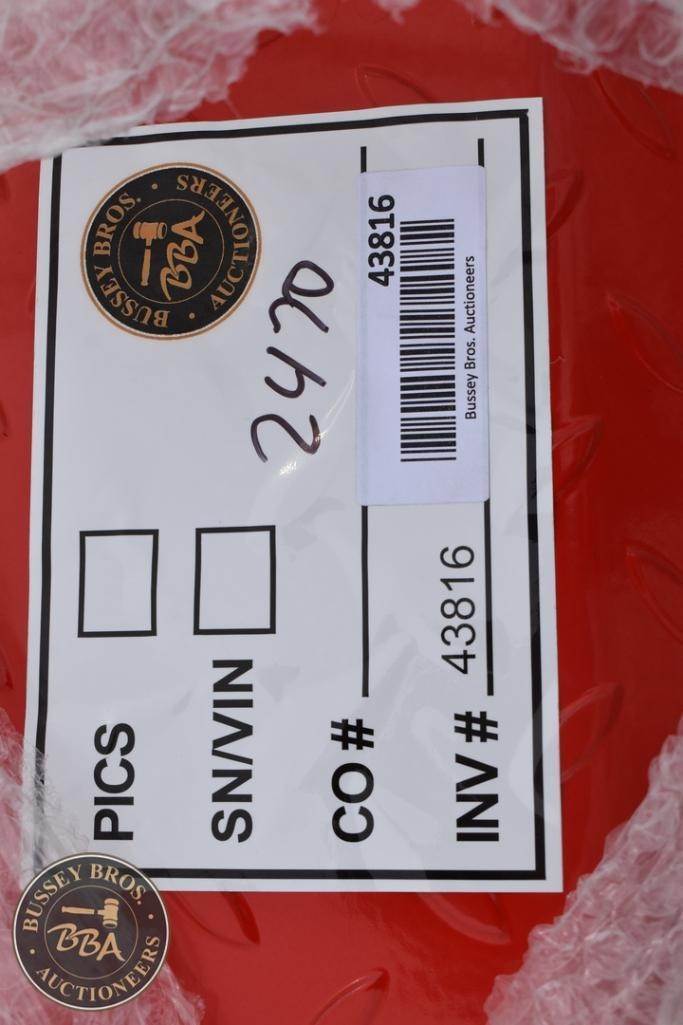 PICS
BUSSEY BROS. · AUCTIONEERS ·
BBA
SN/VIN
2470
CO #
43816
Bussey Bros. Auctioneers
INV # 43816
· BUSSEY BROS. · AUCTIONEERS
BBA